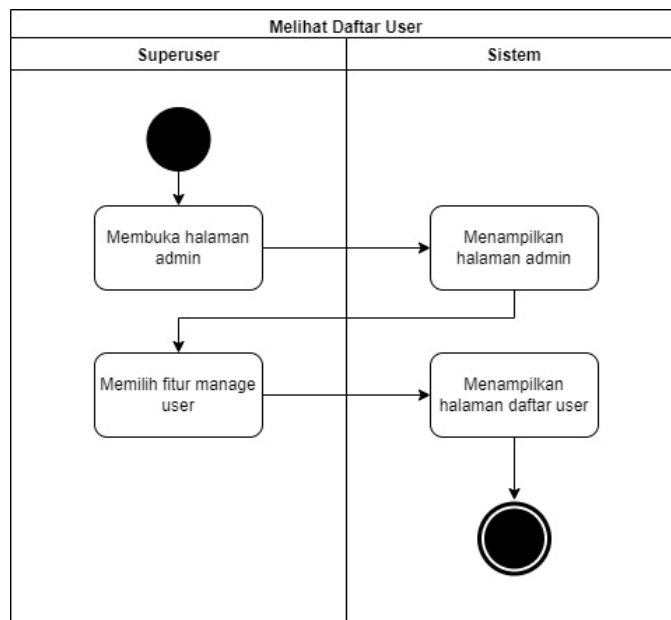 Melihat Daftar User
Superuser
Sistem
Membuka halaman
admin
Menampilkan
halaman admin
Memilih fitur manage
user
Menampilkan
halaman daftar user